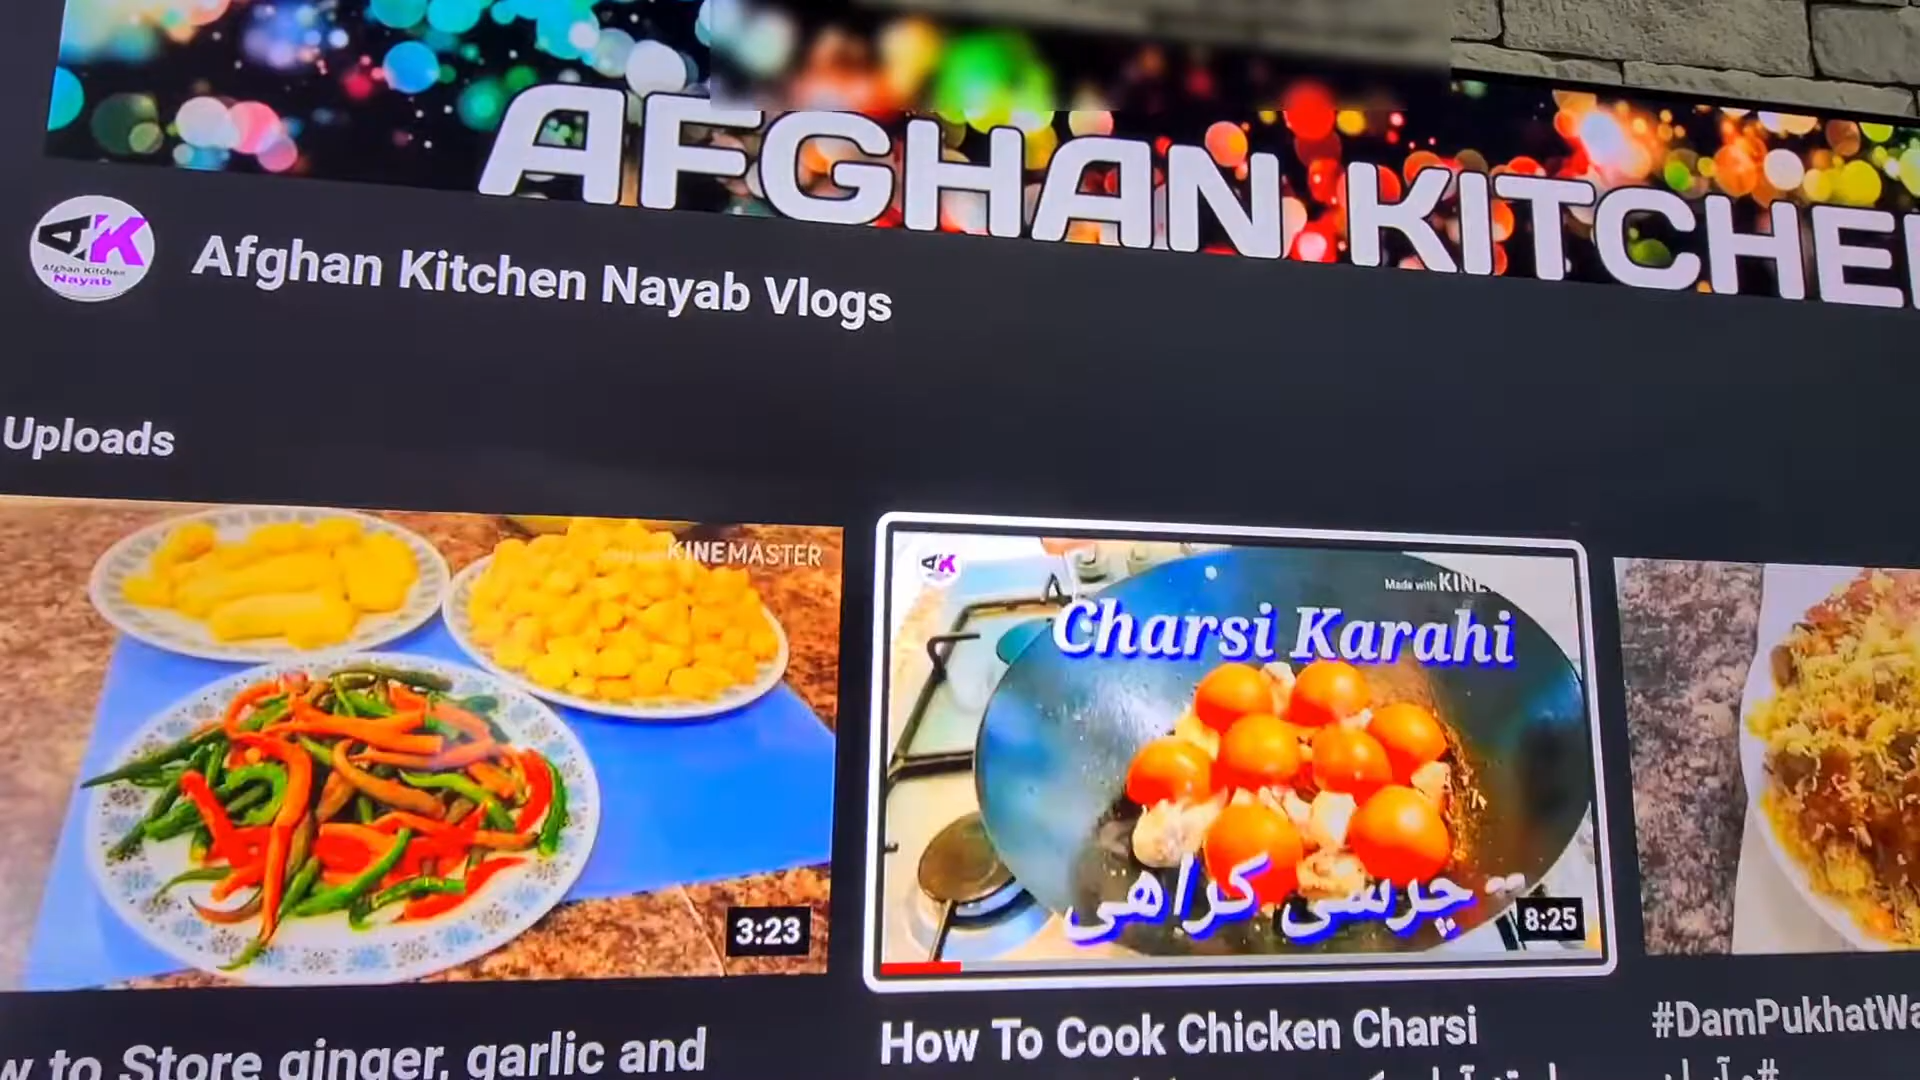 AFGHAN KITCHE
AK
Afghan Kitchen
Nayab
Afghan Kitchen Nayab Vlogs
Uploads
KINEMASTER
3:23
to Store ginger, garlic and
AK
Made with KINE
Charsi Karahi
چرسی کراهی
8:25
How To Cook Chicken Charsi
#DamPukhatWa